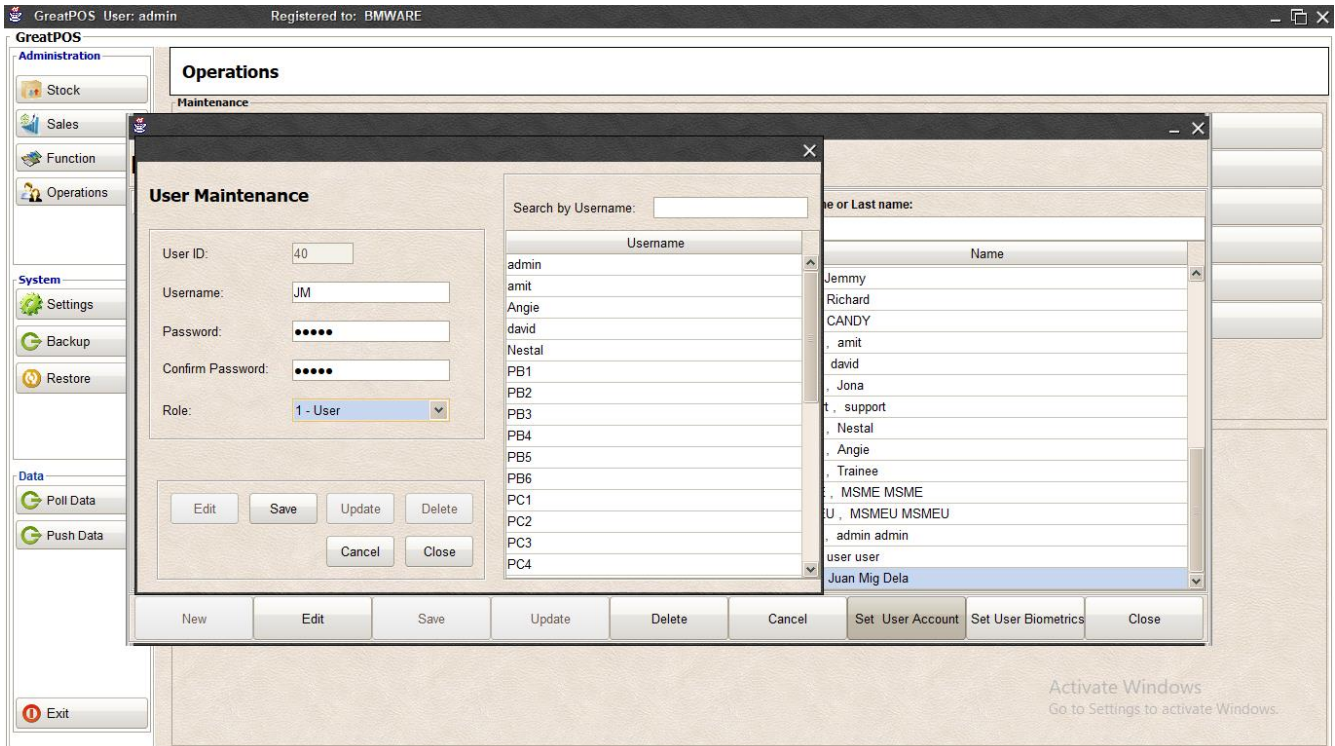 GreatPOS User: admin Registered to: BMWARE
GreatPOS
Administration
Stock
Sales
Function
Operations
System
Settings
Backup
Restore
Data
Poll Data
Push Data
Exit
Operations
Maintenance
User Maintenance
User ID: 40
Username: JM
Password: •••••
Confirm Password: •••••
Role: 1 - User
Edit Save Update Delete
Cancel Close
Search by Username:
Username
admin
amit
Angie
david
Nestal
PB1
PB2
PB3
PB4
PB5
PB6
PC1
PC2
PC3
PC4
or Last name:
Name
Jemmy
Richard
CANDY
, amit
david
, Jona
, support
, Nestal
, Angie
, Trainee
, MSME MSME
, MSMEU MSMEU
, admin admin
user user
Juan Mig Dela
New Edit Save Update Delete Cancel Set User Account Set User Biometrics Close
Activate Windows
Go to Settings to activate Windows.